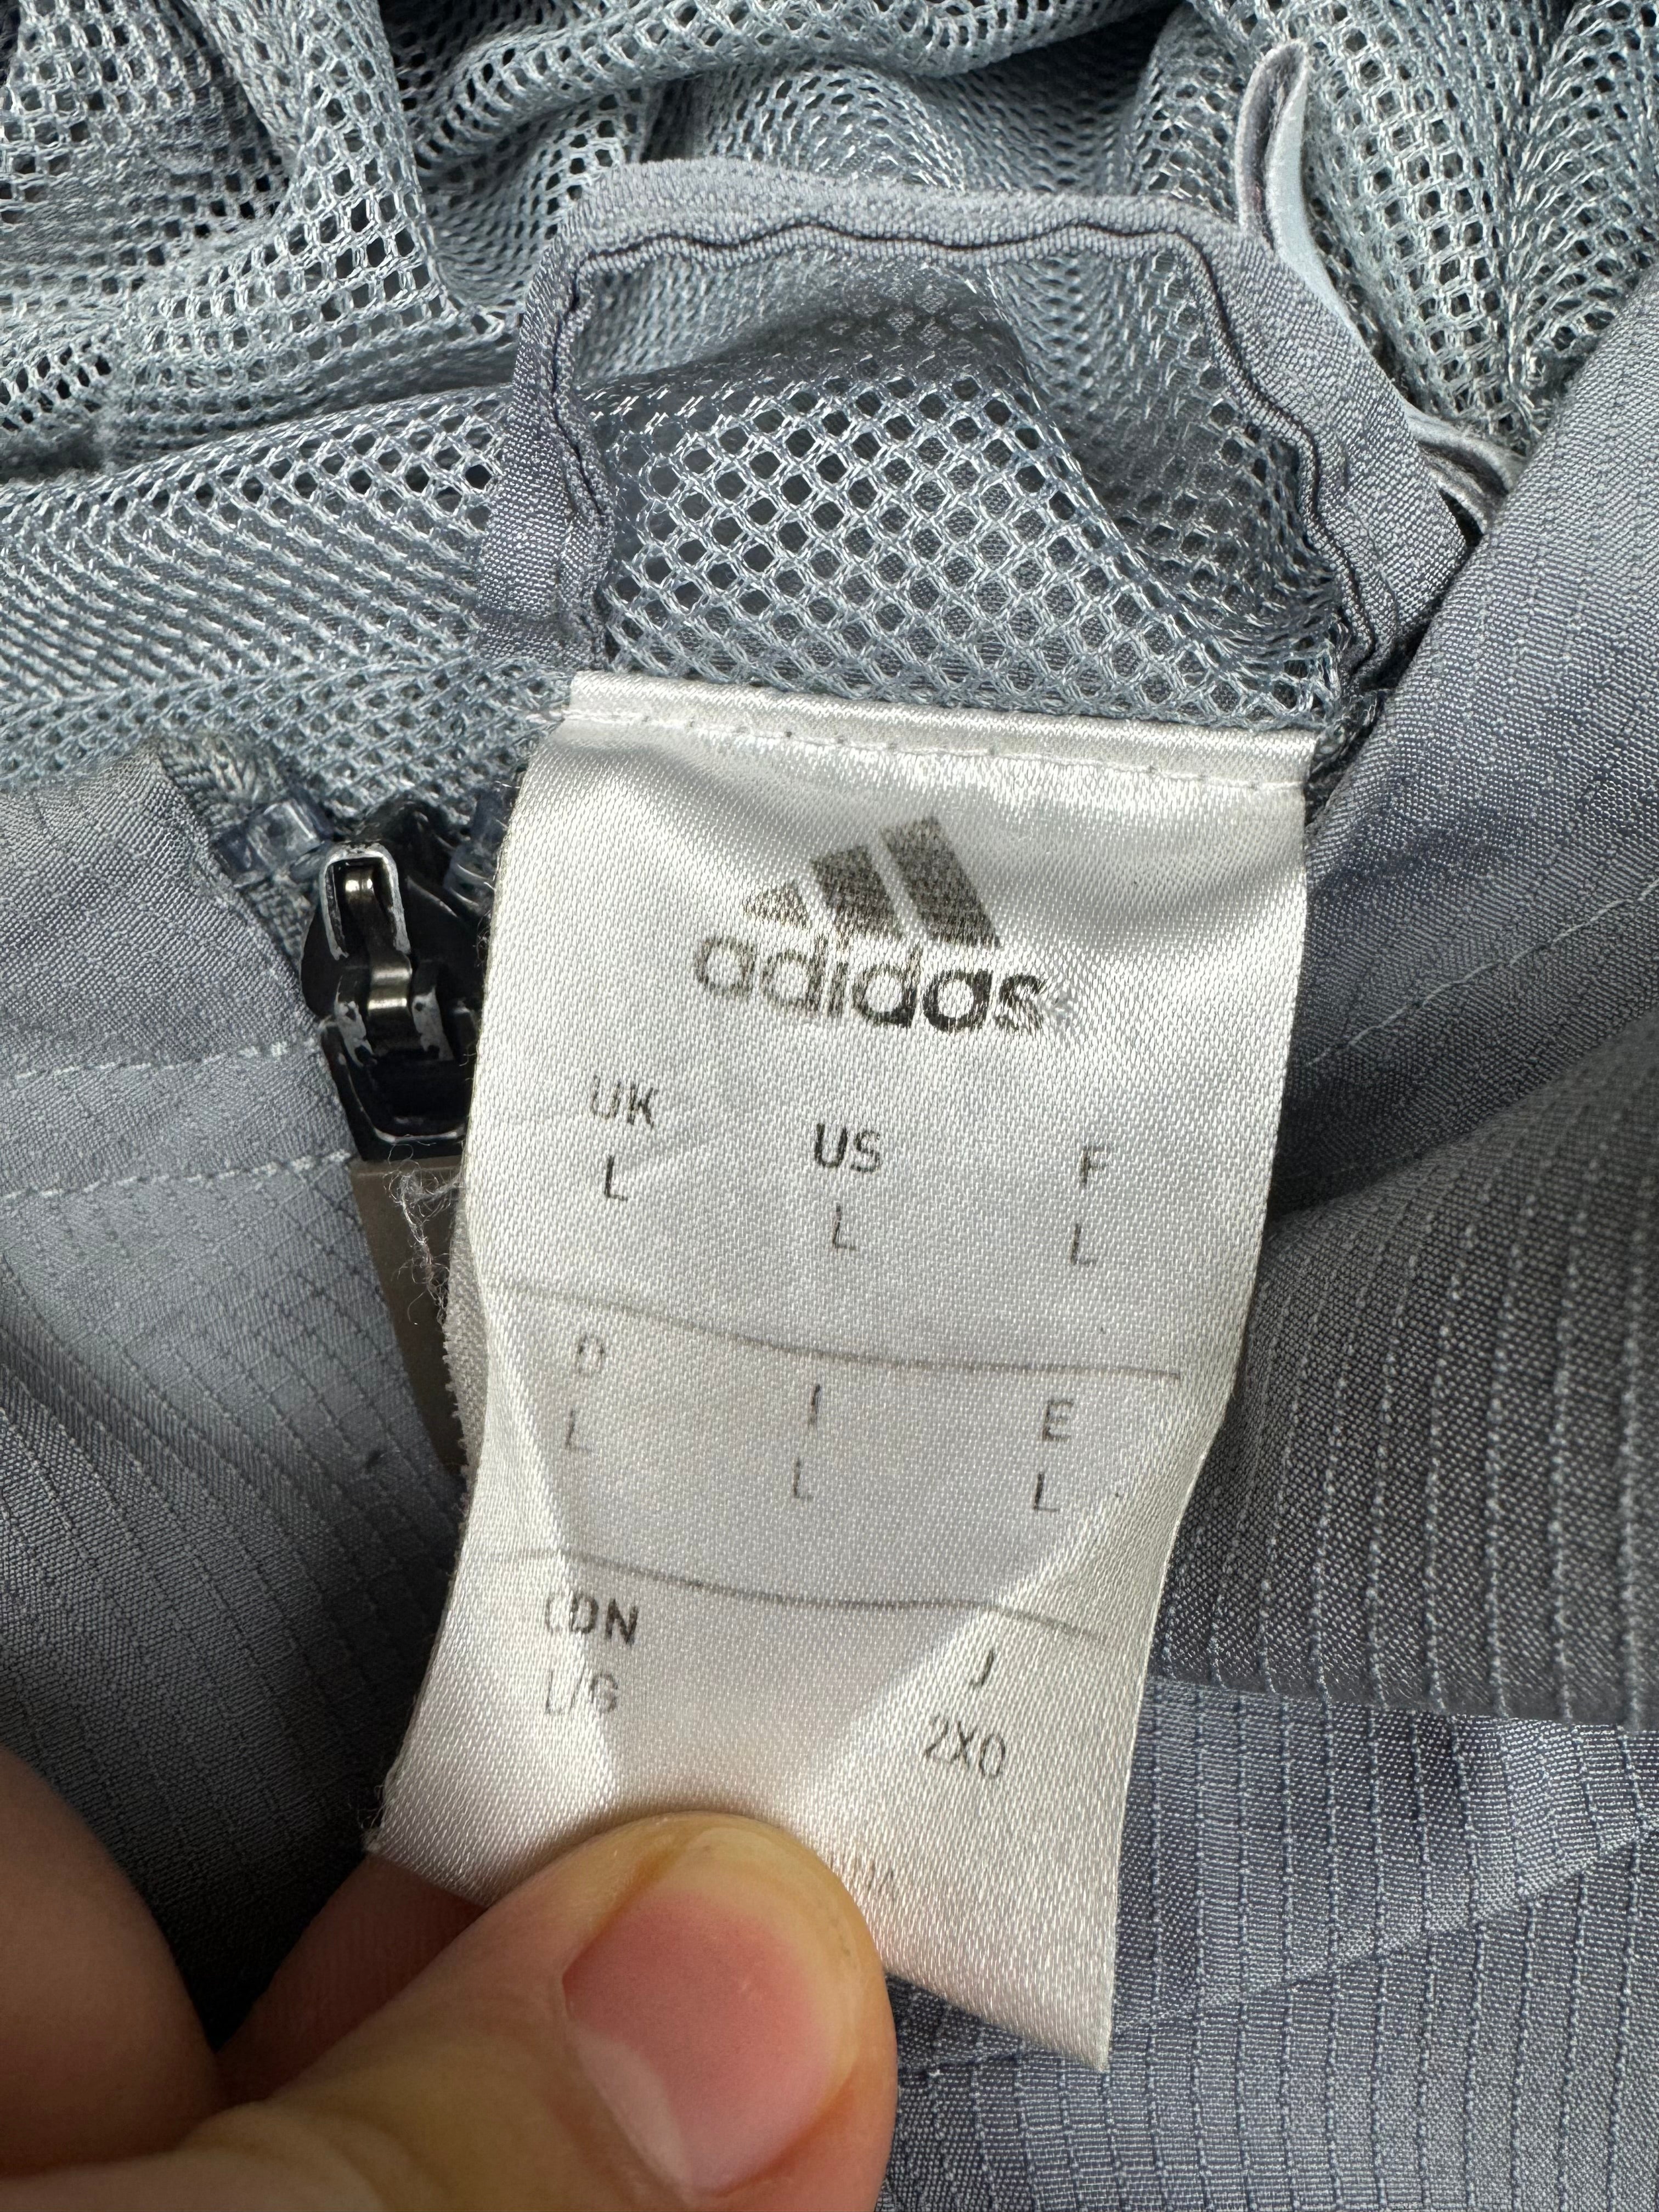 adidas
UK US F
L L L
D I E
L L L
CDN J
L/G 2XO